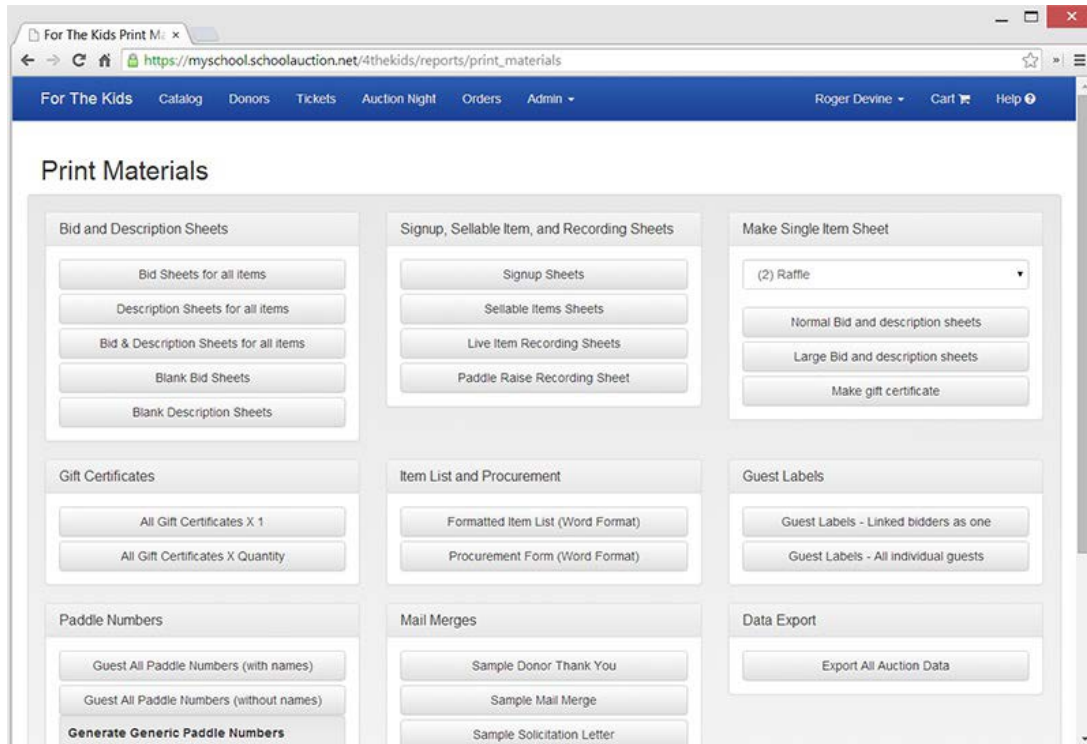 For The Kids Print Ma
https://myschool.schoolauction.net/4thekids/reports/print_materials
For The Kids Catalog Donors Tickets Auction Night Orders Admin Roger Devine Cart Help
Print Materials
Bid and Description Sheets
Bid Sheets for all items
Description Sheets for all items
Bid & Description Sheets for all items
Blank Bid Sheets
Blank Description Sheets
Signup, Sellable Item, and Recording Sheets
Signup Sheets
Sellable Items Sheets
Live Item Recording Sheets
Paddle Raise Recording Sheet
Make Single Item Sheet
(2) Raffle
Normal Bid and description sheets
Large Bid and description sheets
Make gift certificate
Gift Certificates
All Gift Certificates X 1
All Gift Certificates X Quantity
Item List and Procurement
Formatted Item List (Word Format)
Procurement Form (Word Format)
Guest Labels
Guest Labels - Linked bidders as one
Guest Labels - All individual guests
Paddle Numbers
Guest All Paddle Numbers (with names)
Guest All Paddle Numbers (without names)
Generate Generic Paddle Numbers
Mail Merges
Sample Donor Thank You
Sample Mail Merge
Sample Solicitation Letter
Data Export
Export All Auction Data